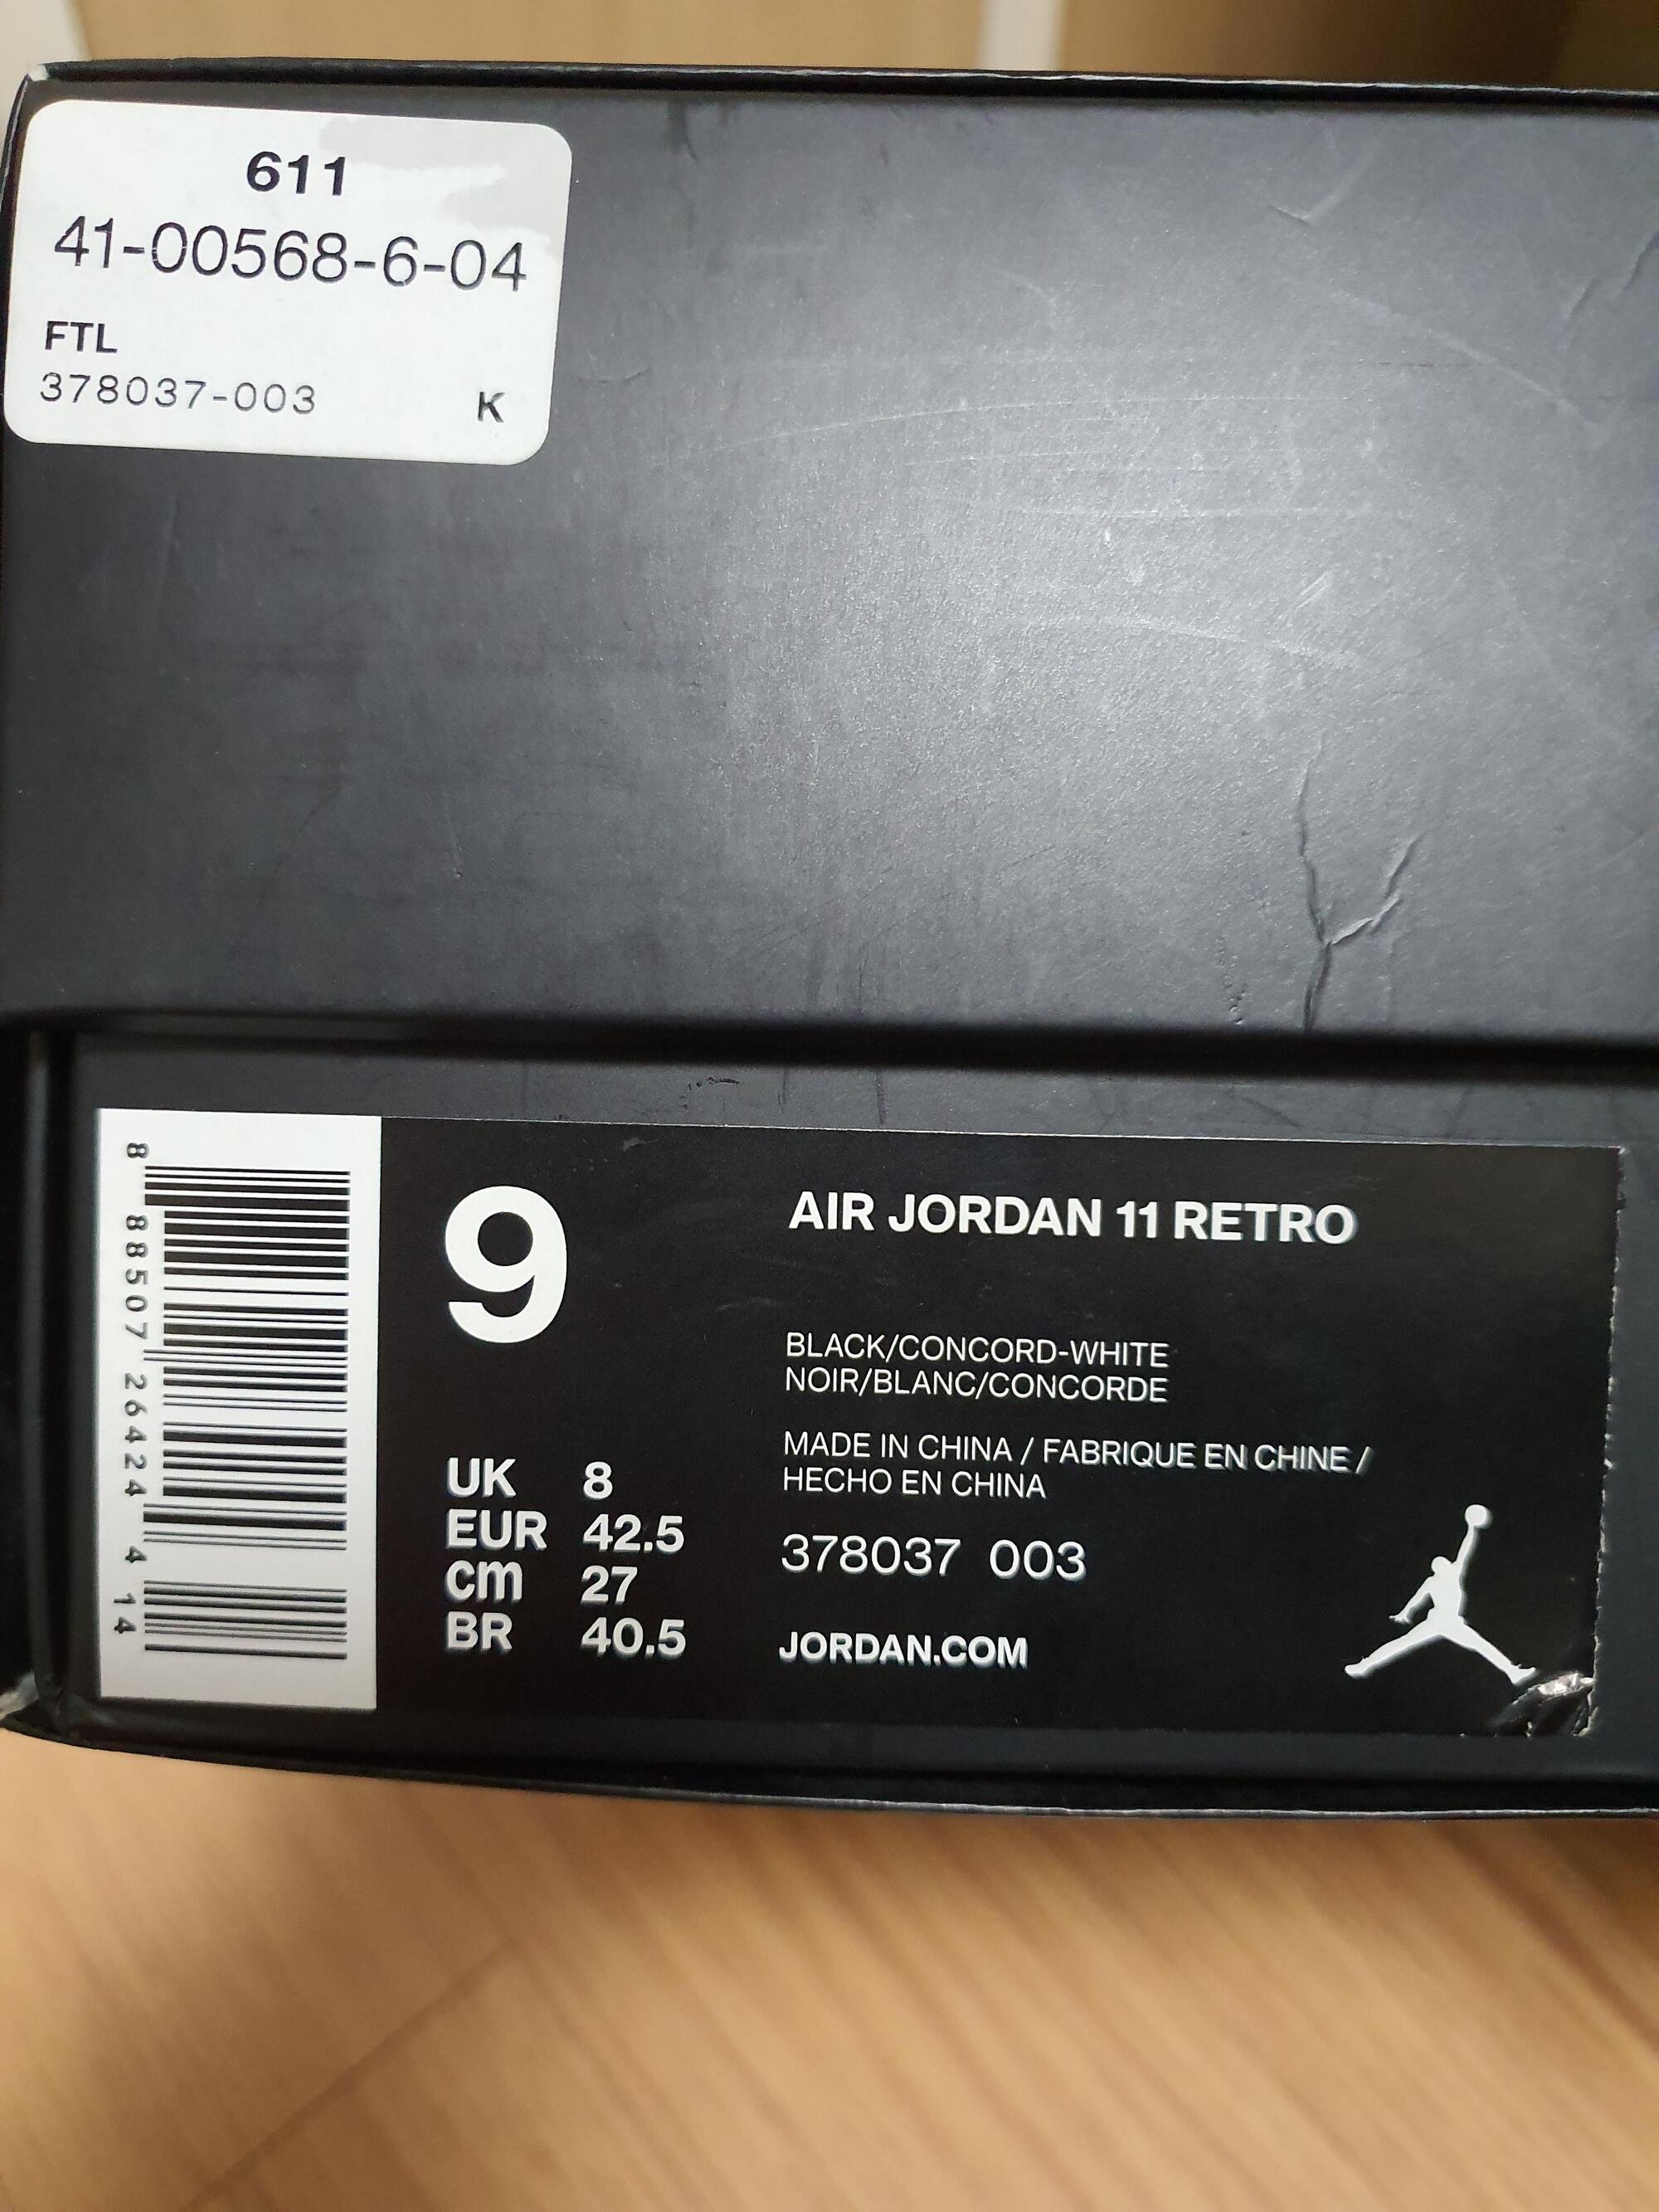 611
41-00568-6-04
FTL
378037-003 K
9
AIR JORDAN 11 RETRO
BLACK/CONCORD-WHITE
NOIR/BLANC/CONCORDE
MADE IN CHINA / FABRIQUE EN CHINE /
HECHO EN CHINA
UK 8
EUR 42.5
cm 27
BR 40.5
378037 003
JORDAN.COM
8 88507 26424 4 14